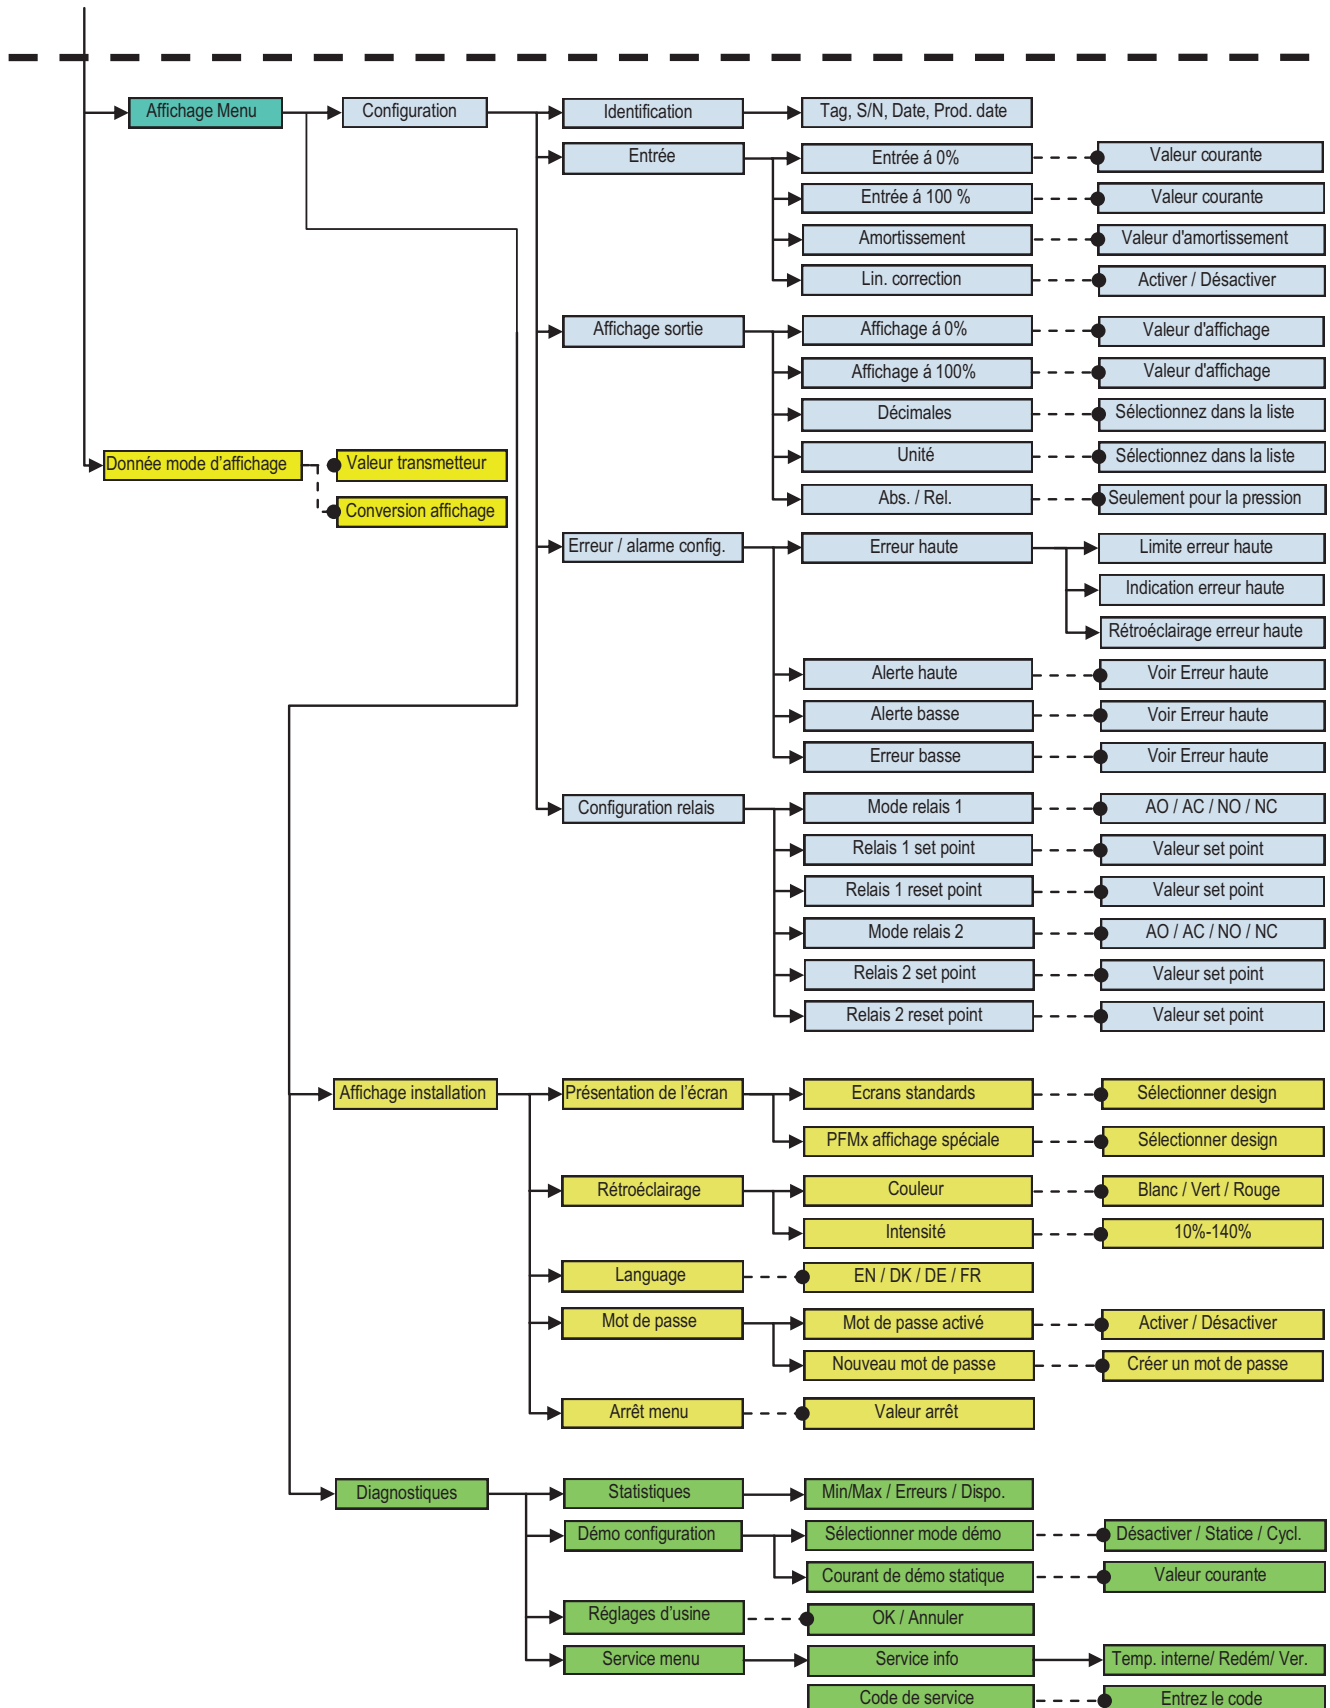 Affichage Menu
Configuration
Identification
Tag, S/N, Date, Prod. date
Entrée
Entrée á 0%
Valeur courante
Entrée á 100 %
Valeur courante
Amortissement
Valeur d'amortissement
Lin. correction
Activer / Désactiver
Affichage sortie
Affichage á 0%
Valeur d'affichage
Affichage á 100%
Valeur d'affichage
Décimales
Sélectionnez dans la liste
Unité
Sélectionnez dans la liste
Abs. / Rel.
Seulement pour la pression
Donnée mode d’affichage
Valeur transmetteur
Conversion affichage
Erreur / alarme config.
Erreur haute
Limite erreur haute
Indication erreur haute
Rétroéclairage erreur haute
Alerte haute
Voir Erreur haute
Alerte basse
Voir Erreur haute
Erreur basse
Voir Erreur haute
Configuration relais
Mode relais 1
AO / AC / NO / NC
Relais 1 set point
Valeur set point
Relais 1 reset point
Valeur set point
Mode relais 2
AO / AC / NO / NC
Relais 2 set point
Valeur set point
Relais 2 reset point
Valeur set point
Affichage installation
Présentation de l’écran
Ecrans standards
Sélectionner design
PFMx affichage spéciale
Sélectionner design
Rétroéclairage
Couleur
Blanc / Vert / Rouge
Intensité
10%-140%
Language
EN / DK / DE / FR
Mot de passe
Mot de passe activé
Activer / Désactiver
Nouveau mot de passe
Créer un mot de passe
Arrêt menu
Valeur arrêt
Diagnostiques
Statistiques
Min/Max / Erreurs / Dispo.
Démo configuration
Sélectionner mode démo
Désactiver / Statice / Cycl.
Courant de démo statique
Valeur courante
Réglages d’usine
OK / Annuler
Service menu
Service info
Temp. interne/ Redém/ Ver.
Code de service
Entrez le code